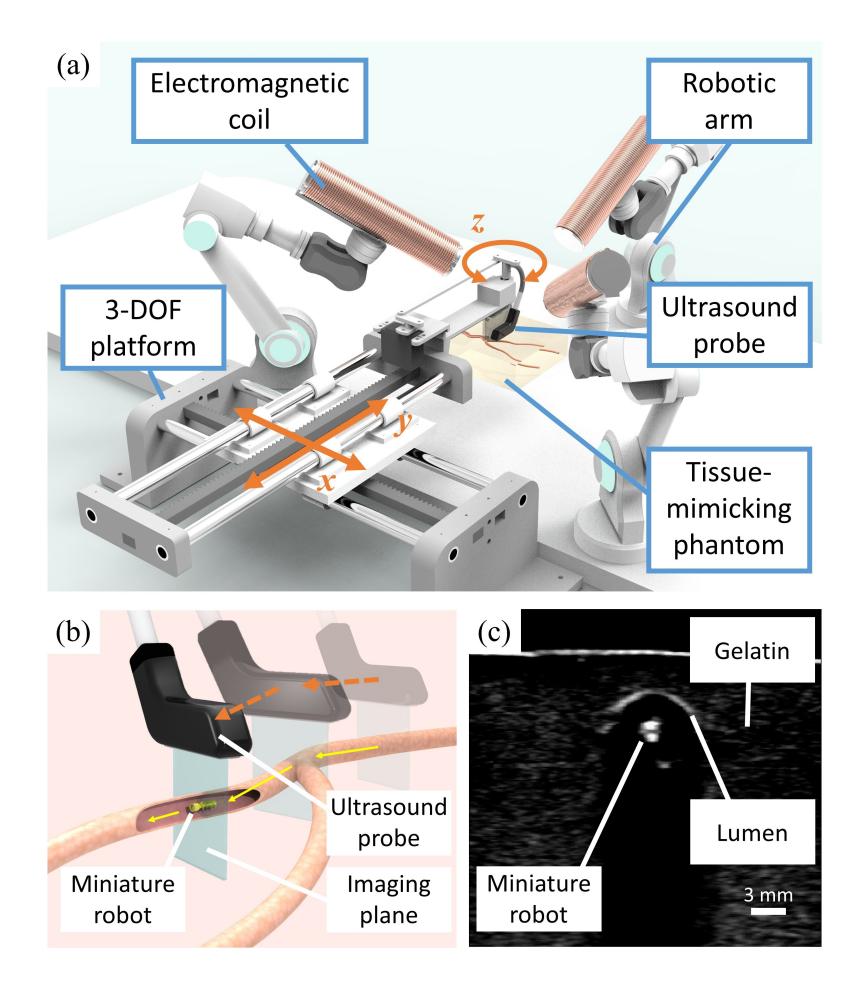 (a)
Electromagnetic
coil
Robotic
arm
z
3-DOF
platform
Ultrasound
probe
y
x
Tissue-
mimicking
phantom
(b)
Ultrasound
probe
Miniature
robot
Imaging
plane
(c)
Gelatin
Lumen
Miniature
robot
3 mm